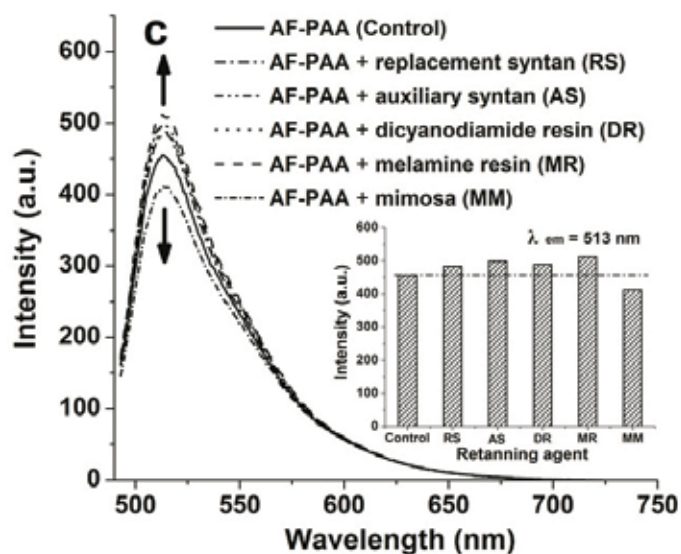 C
AF-PAA (Control)
AF-PAA + replacement syntan (RS)
AF-PAA + auxiliary syntan (AS)
AF-PAA + dicyanodiamide resin (DR)
AF-PAA + melamine resin (MR)
AF-PAA + mimosa (MM)
Intensity (a.u.)
600
500
400
300
200
100
0
500
550
600
650
700
750
Wavelength (nm)
λ em = 513 nm
Intensity (a.u.)
600
500
400
300
200
100
0
Control RS AS DR MR MM
Retanning agent